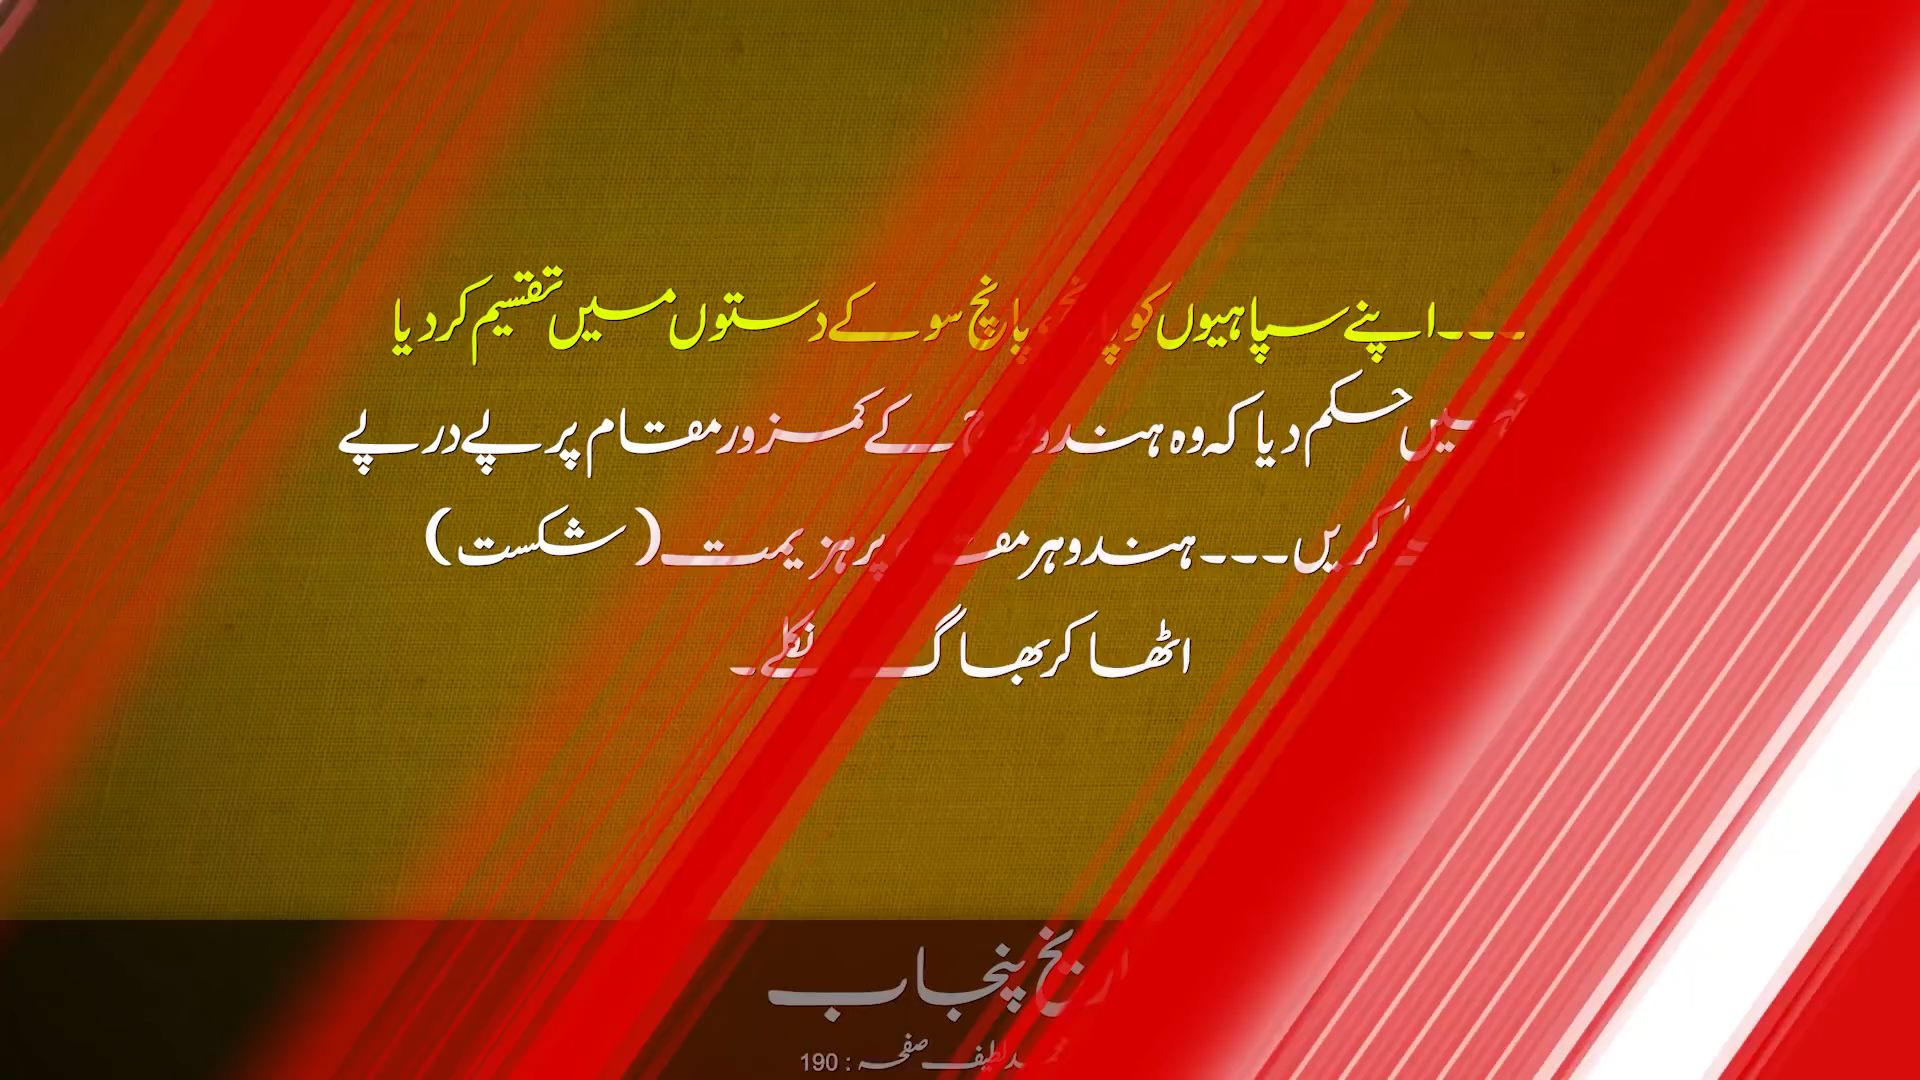 ۔۔۔اپنے سپاہیوں کو پانچ، پانچ سو کے دستوں میں تقسیم کر دیا
حکم دیا کہ وہ ہندو کے کمزور مقام پر پے در پے
کریں۔۔۔ہندو ہر مقام پر ہزیمت (شکست)
اٹھا کر بھاگ نکلے۔
پنجاب
لطیف صفحہ : 190